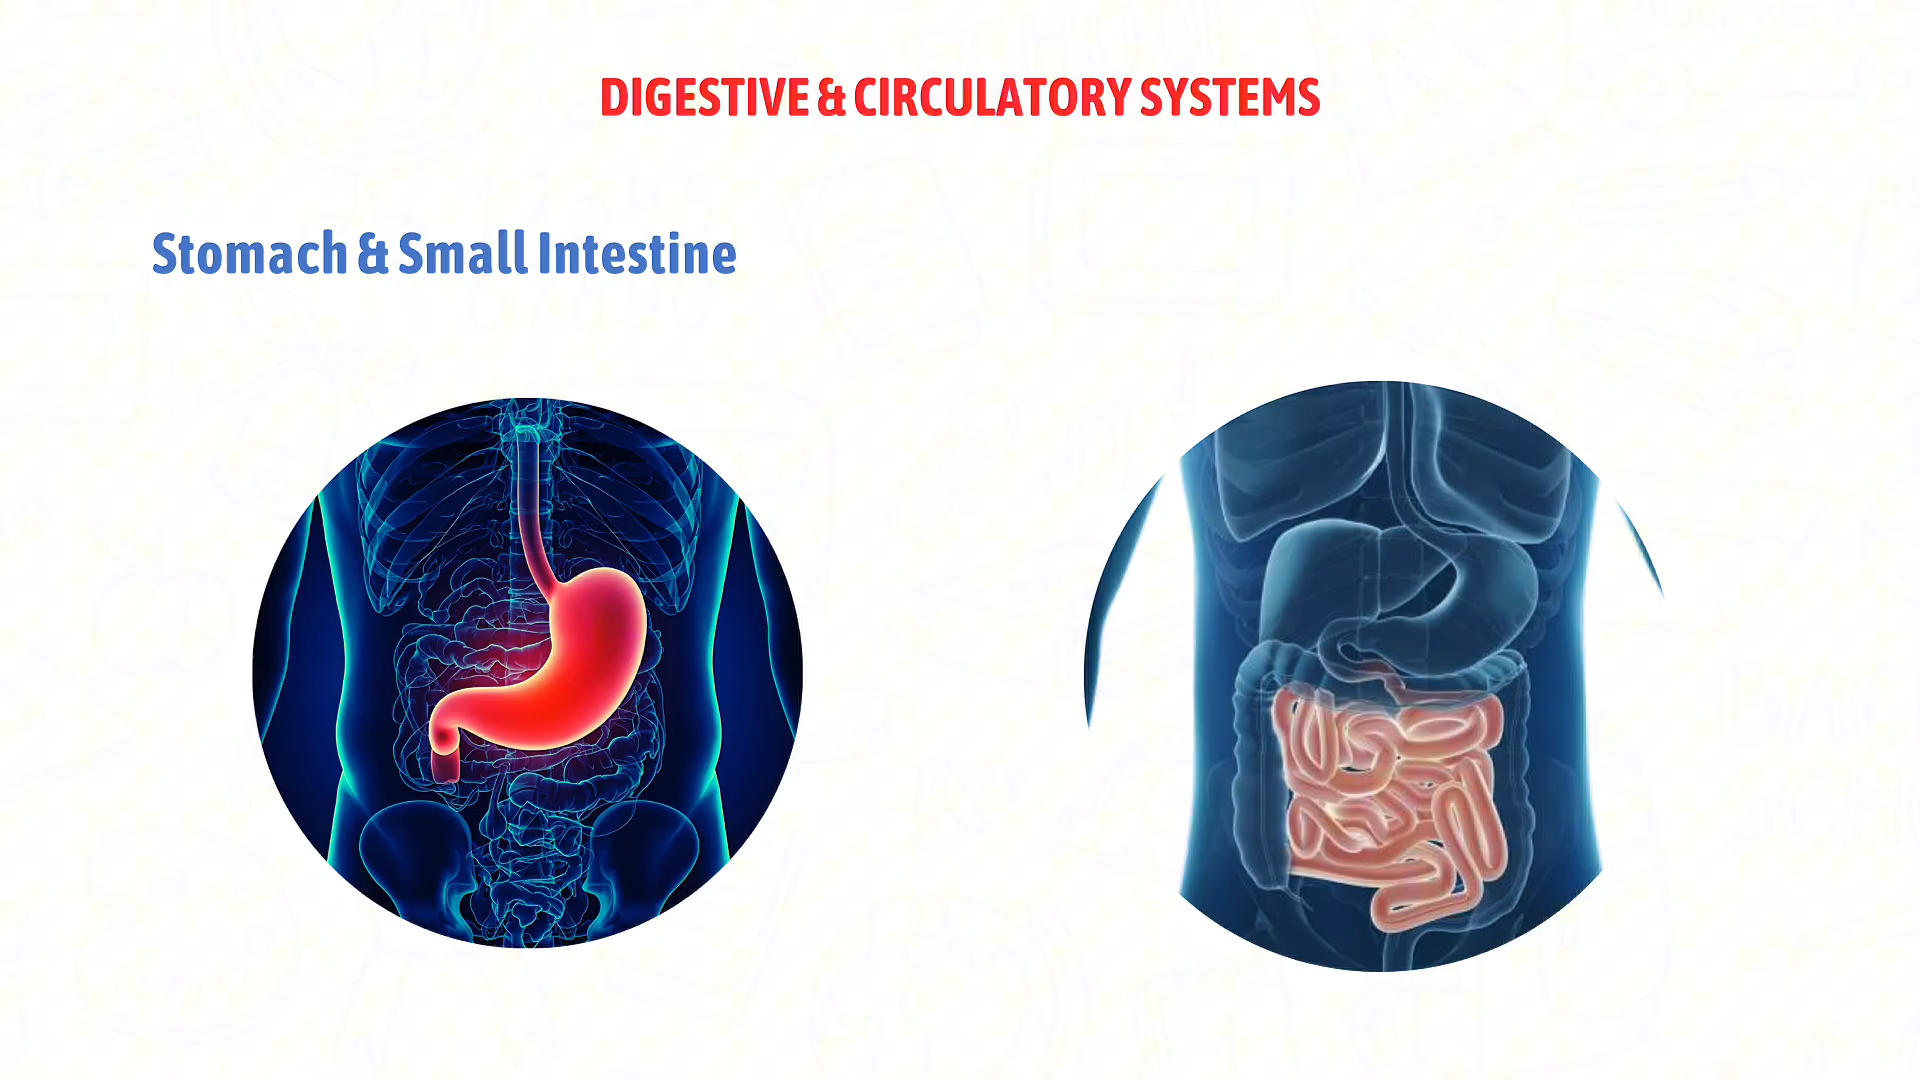 DIGESTIVE & CIRCULATORY SYSTEMS
Stomach & Small Intestine